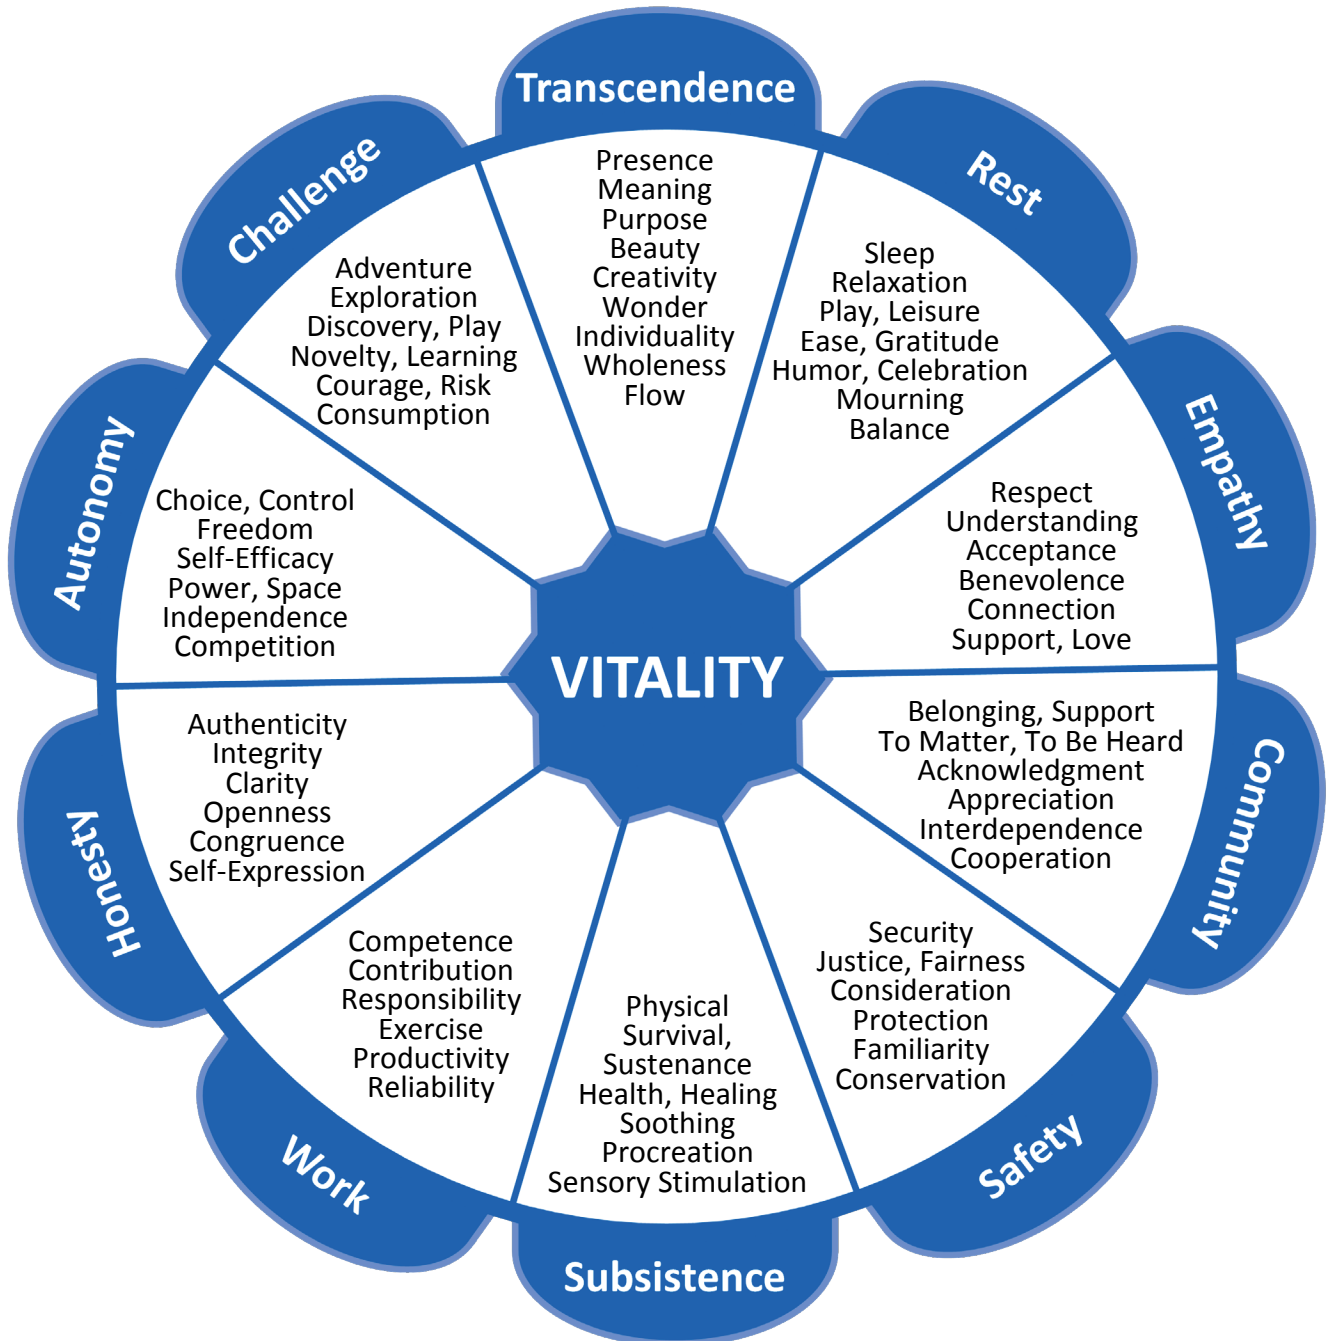 Transcendence
Presence
Meaning
Purpose
Beauty
Creativity
Wonder
Individuality
Wholeness
Flow
Rest
Sleep
Relaxation
Play, Leisure
Ease, Gratitude
Humor, Celebration
Mourning
Balance
Empathy
Respect
Understanding
Acceptance
Benevolence
Connection
Support, Love
Community
Belonging, Support
To Matter, To Be Heard
Acknowledgment
Appreciation
Interdependence
Cooperation
Safety
Security
Justice, Fairness
Consideration
Protection
Familiarity
Conservation
Subsistence
Physical
Survival,
Sustenance
Health, Healing
Soothing
Procreation
Sensory Stimulation
Work
Competence
Contribution
Responsibility
Exercise
Productivity
Reliability
Honesty
Authenticity
Integrity
Clarity
Openness
Congruence
Self-Expression
Autonomy
Choice, Control
Freedom
Self-Efficacy
Power, Space
Independence
Competition
Challenge
Adventure
Exploration
Discovery, Play
Novelty, Learning
Courage, Risk
Consumption
VITALITY